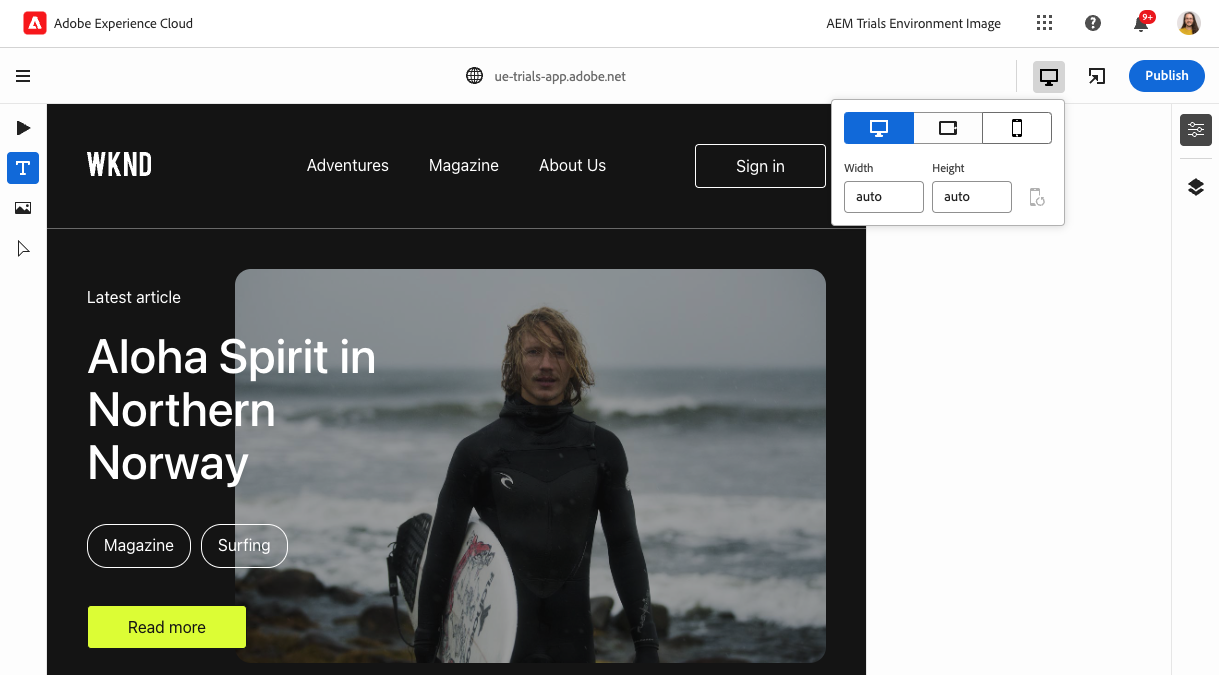 Adobe Experience Cloud
AEM Trials Environment Image
9+
ue-trials-app.adobe.net
Publish
WKND
Adventures
Magazine
About Us
Sign in
Width
Height
auto
auto
Latest article
Aloha Spirit in
Northern
Norway
Magazine
Surfing
Read more